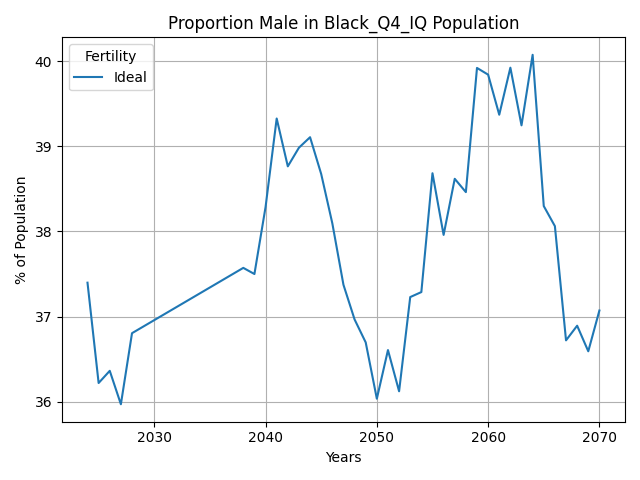 Proportion Male in Black_Q4_IQ Population
Fertility
Ideal
% of Population
40
39
38
37
36
2030 2040 2050 2060 2070
Years